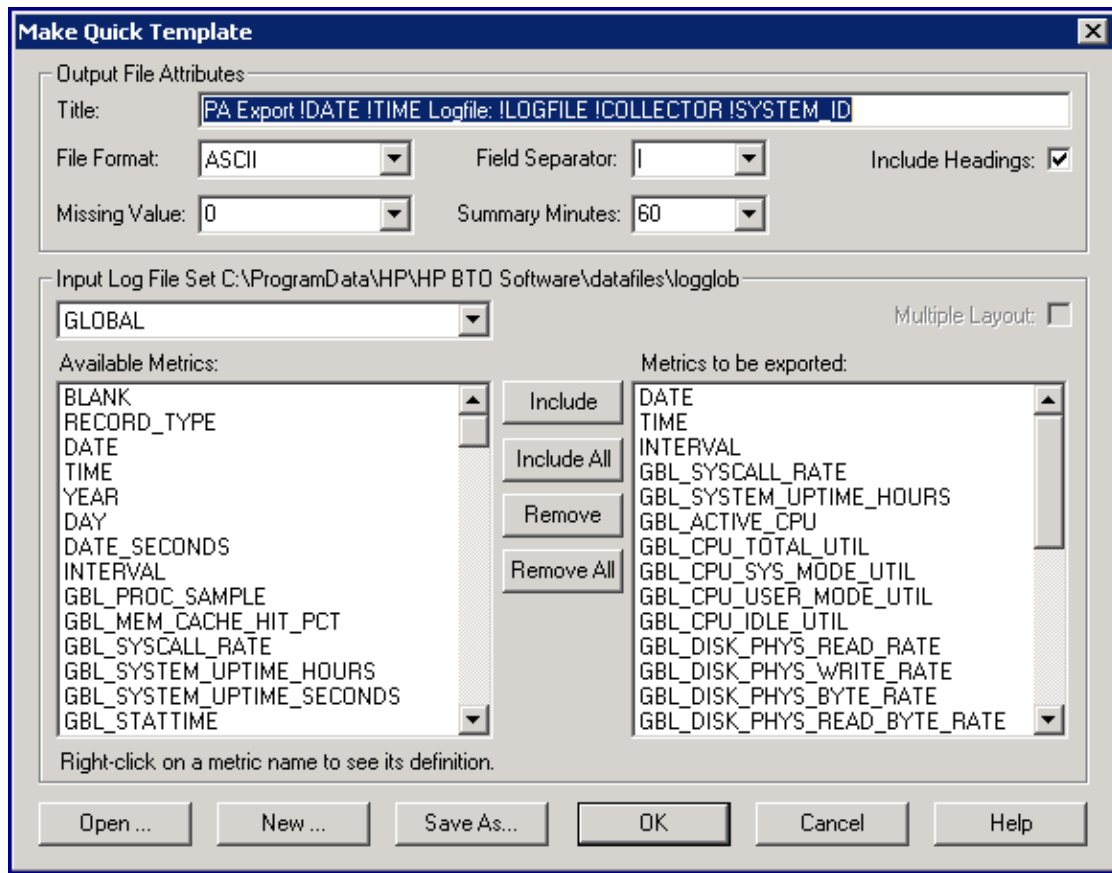 Make Quick Template
Output File Attributes
Title: PA Export !DATE !TIME Logfile: !LOGFILE !COLLECTOR !SYSTEM_ID
File Format: ASCII Field Separator: | Include Headings:
Missing Value: 0 Summary Minutes: 60
Input Log File Set C:\ProgramData\HP\HP BTO Software\datafiles\logglob
GLOBAL Multiple Layout:
Available Metrics:
BLANK
RECORD_TYPE
DATE
TIME
YEAR
DAY
DATE_SECONDS
INTERVAL
GBL_PROC_SAMPLE
GBL_MEM_CACHE_HIT_PCT
GBL_SYSCALL_RATE
GBL_SYSTEM_UPTIME_HOURS
GBL_SYSTEM_UPTIME_SECONDS
GBL_STATTIME
Include
Include All
Remove
Remove All
Metrics to be exported:
DATE
TIME
INTERVAL
GBL_SYSCALL_RATE
GBL_SYSTEM_UPTIME_HOURS
GBL_ACTIVE_CPU
GBL_CPU_TOTAL_UTIL
GBL_CPU_SYS_MODE_UTIL
GBL_CPU_USER_MODE_UTIL
GBL_CPU_IDLE_UTIL
GBL_DISK_PHYS_READ_RATE
GBL_DISK_PHYS_WRITE_RATE
GBL_DISK_PHYS_BYTE_RATE
GBL_DISK_PHYS_READ_BYTE_RATE
Right-click on a metric name to see its definition.
Open ... New ... Save As... OK Cancel Help